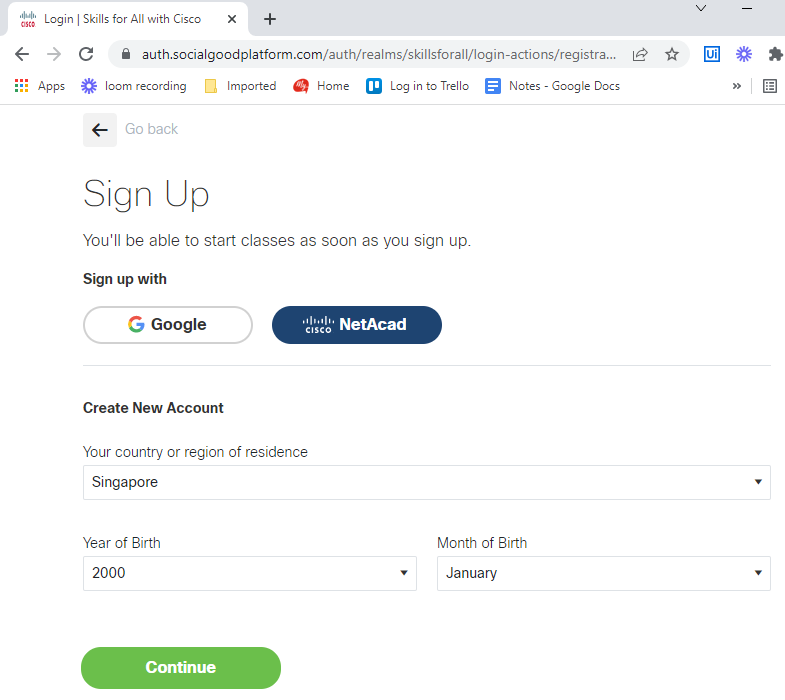 Login | Skills for All with Cisco
auth.socialgoodplatform.com/auth/realms/skillsforall/login-actions/registra...
Ui
Apps loom recording Imported Home Log in to Trello Notes - Google Docs »
Go back
Sign Up
You'll be able to start classes as soon as you sign up.
Sign up with
Google CISCO NetAcad
Create New Account
Your country or region of residence
Singapore
Year of Birth Month of Birth
2000 January
Continue